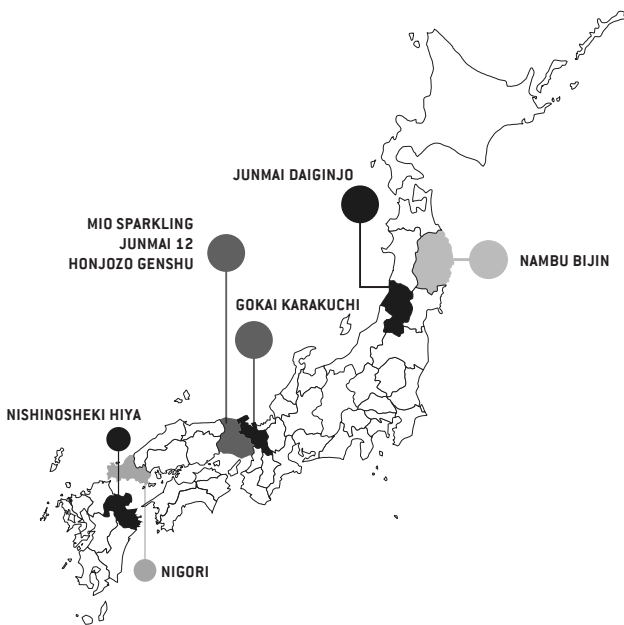 JUNMAI DAIGINJO
MIO SPARKLING
JUNMAI 12
HONJOZO GENSHU
NAMBU BIJIN
GOKAI KARAKUCHI
NISHINOSHEKI HIYA
NIGORI